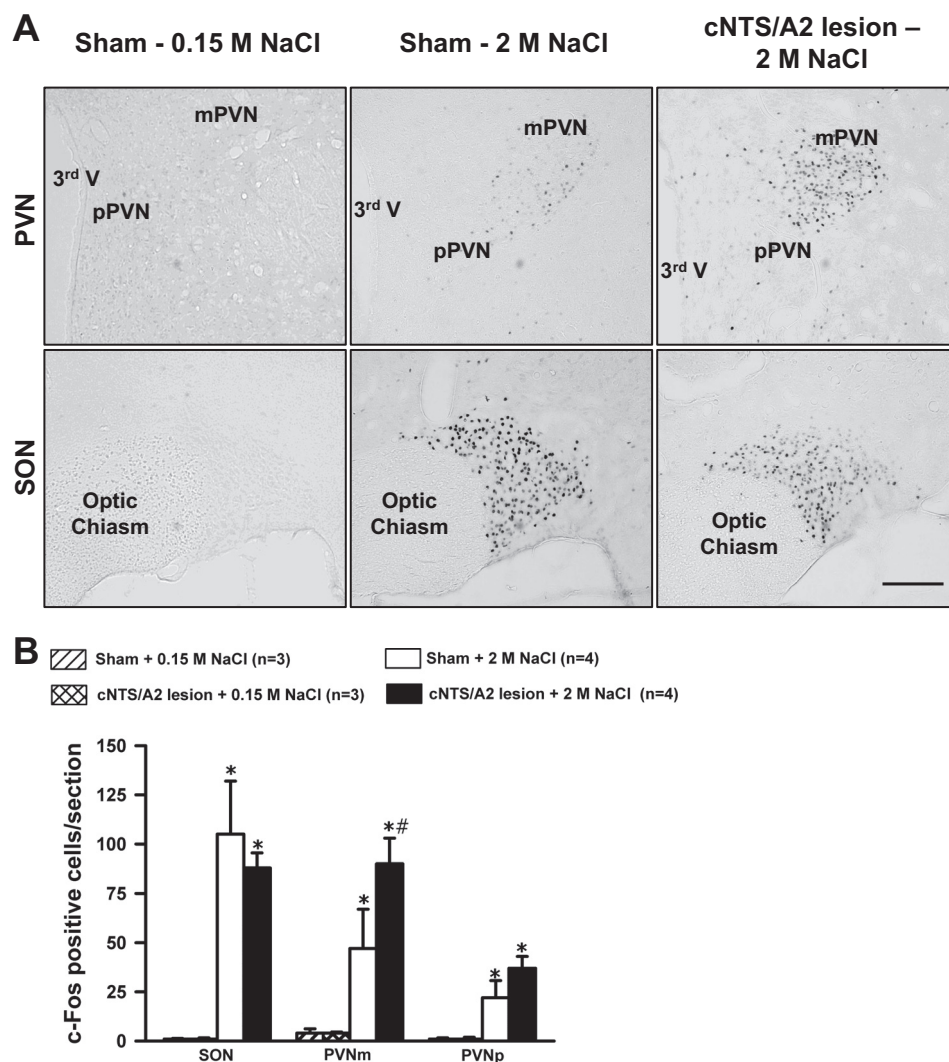 A
Sham - 0.15 M NaCl
Sham - 2 M NaCl
cNTS/A2 lesion –
2 M NaCl
PVN
mPVN
3rd V
pPVN
mPVN
3rd V
pPVN
mPVN
pPVN
3rd V
SON
Optic
Chiasm
Optic
Chiasm
Optic
Chiasm
B
Sham + 0.15 M NaCl (n=3)
Sham + 2 M NaCl (n=4)
cNTS/A2 lesion + 0.15 M NaCl (n=3)
cNTS/A2 lesion + 2 M NaCl (n=4)
c-Fos positive cells/section
150
125
100
75
50
25
0
*
*
*
*#
*
*
SON
PVNm
PVNp